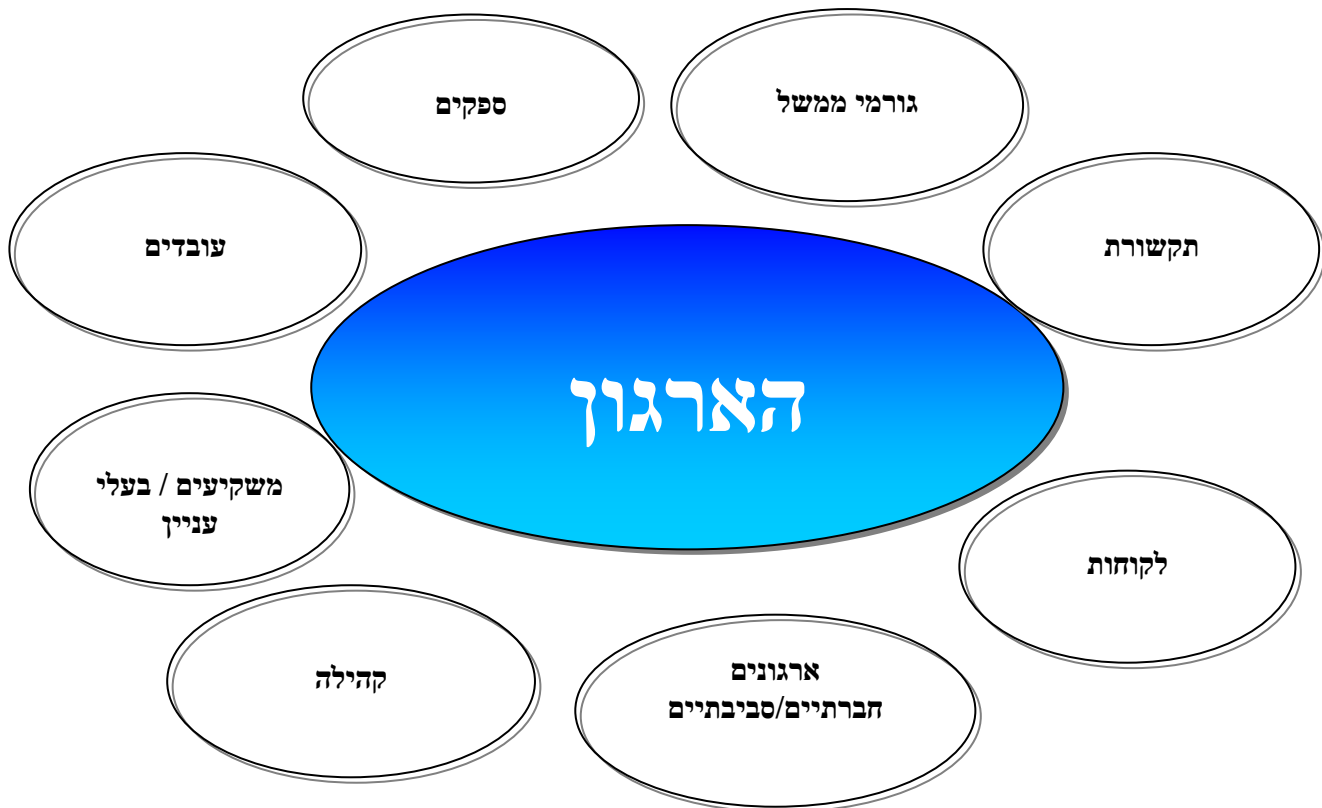 גורמי ממשל
ספקים
תקשורת
עובדים
הארגון
משקיעים / בעלי
עניין
לקוחות
ארגונים
חברתיים/סביבתיים
קהילה